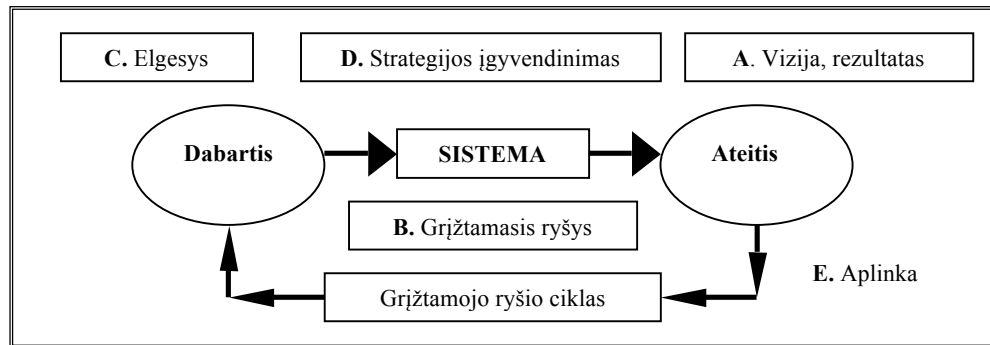 C. Elgesys
D. Strategijos įgyvendinimas
A. Vizija, rezultatas
Dabartis
SISTEMA
Ateitis
B. Grįžtamasis ryšys
E. Aplinka
Grįžtamojo ryšio ciklas